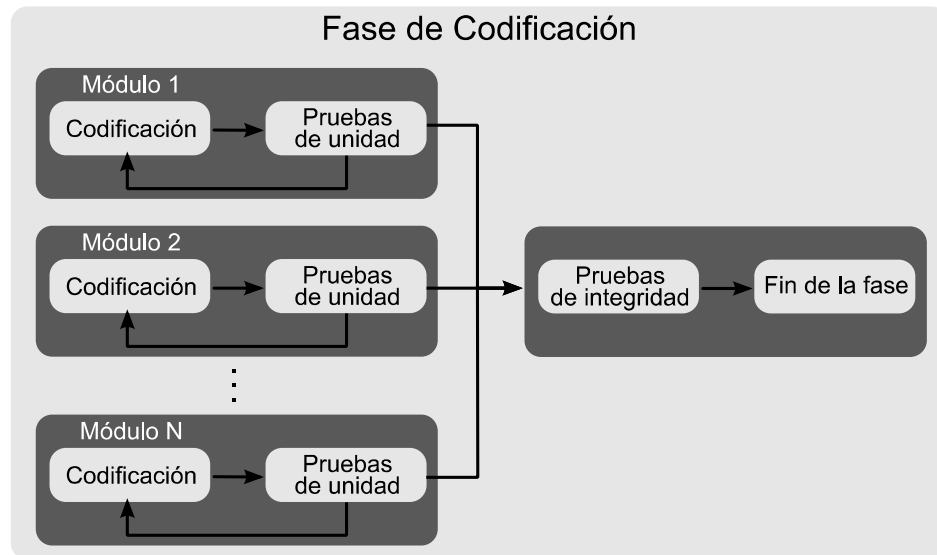 Fase de Codificación
Módulo 1
Codificación
Pruebas
de unidad
Módulo 2
Codificación
Pruebas
de unidad
Pruebas
de integridad
Fin de la fase
Módulo N
Codificación
Pruebas
de unidad